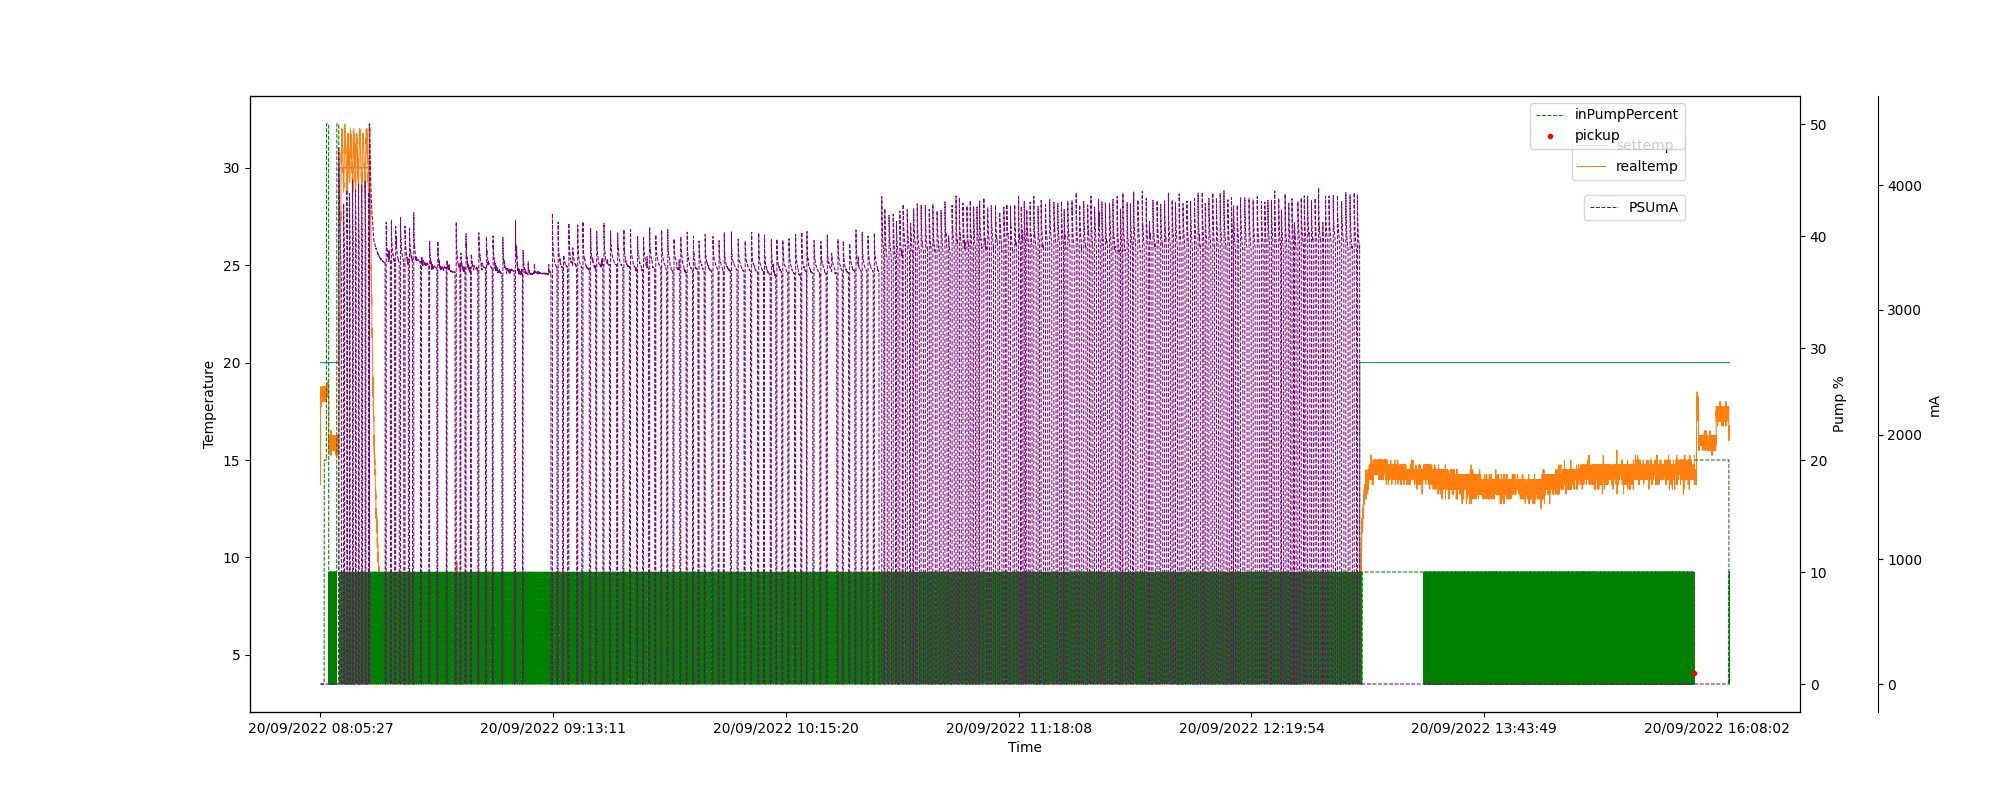 inPumpPercent
pickup
settemp
realtemp
PSUmA
30
25
20
15
10
5
Temperature
50
40
30
20
10
0
Pump %
4000
3000
2000
1000
0
mA
20/09/2022 08:05:27
20/09/2022 09:13:11
20/09/2022 10:15:20
20/09/2022 11:18:08
20/09/2022 12:19:54
20/09/2022 13:43:49
20/09/2022 16:08:02
Time